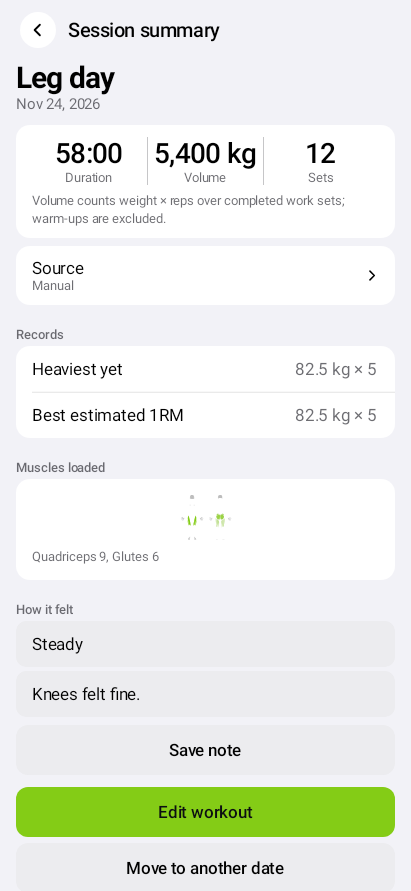 Session summary
Leg day
Nov 24, 2026
58:00
Duration
5,400 kg
Volume
12
Sets
Volume counts weight × reps over completed work sets;
warm-ups are excluded.
Source
Manual
Records
Heaviest yet
82.5 kg × 5
Best estimated 1RM
82.5 kg × 5
Muscles loaded
Quadriceps 9, Glutes 6
How it felt
Steady
Knees felt fine.
Save note
Edit workout
Move to another date